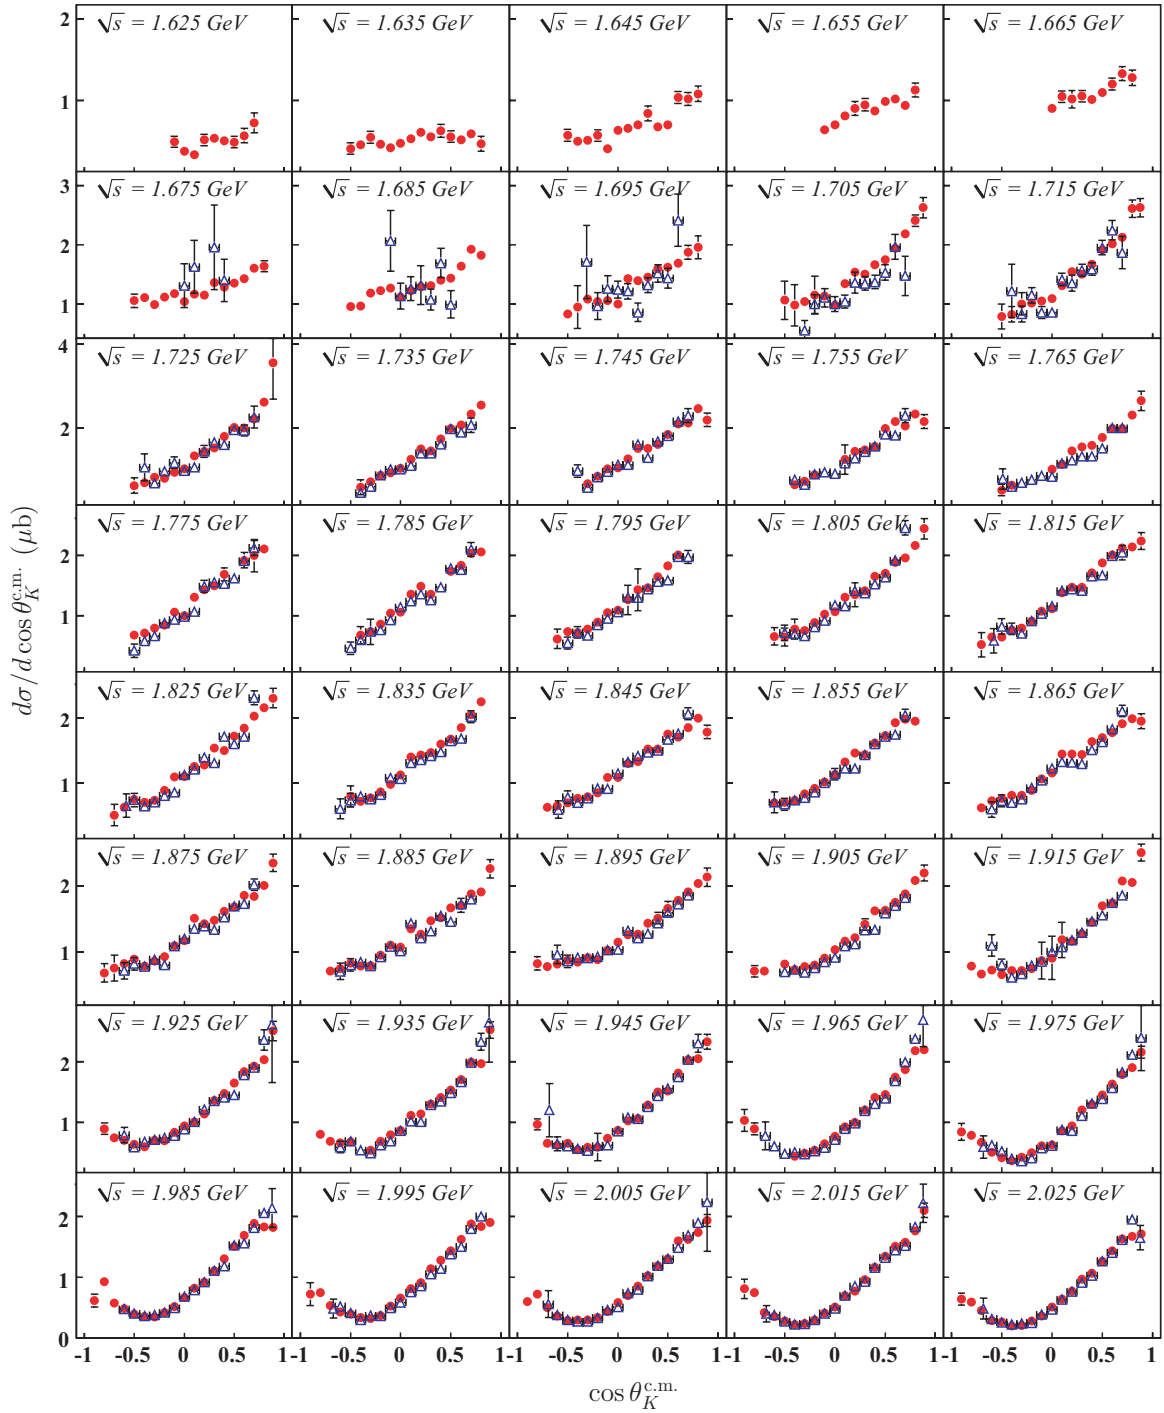 2 √s = 1.625 GeV √s = 1.635 GeV √s = 1.645 GeV √s = 1.655 GeV √s = 1.665 GeV
1
3 √s = 1.675 GeV √s = 1.685 GeV √s = 1.695 GeV √s = 1.705 GeV √s = 1.715 GeV
2
1
4 √s = 1.725 GeV √s = 1.735 GeV √s = 1.745 GeV √s = 1.755 GeV √s = 1.765 GeV
2
dσ/d cos θ_K^{c.m.} (μb)
√s = 1.775 GeV √s = 1.785 GeV √s = 1.795 GeV √s = 1.805 GeV √s = 1.815 GeV
2
1
√s = 1.825 GeV √s = 1.835 GeV √s = 1.845 GeV √s = 1.855 GeV √s = 1.865 GeV
2
1
√s = 1.875 GeV √s = 1.885 GeV √s = 1.895 GeV √s = 1.905 GeV √s = 1.915 GeV
2
1
√s = 1.925 GeV √s = 1.935 GeV √s = 1.945 GeV √s = 1.965 GeV √s = 1.975 GeV
2
1
√s = 1.985 GeV √s = 1.995 GeV √s = 2.005 GeV √s = 2.015 GeV √s = 2.025 GeV
2
1
0
-1 -0.5 0 0.5 1-1 -0.5 0 0.5 1-1 -0.5 0 0.5 1-1 -0.5 0 0.5 1-1 -0.5 0 0.5 1
cos θ_K^{c.m.}